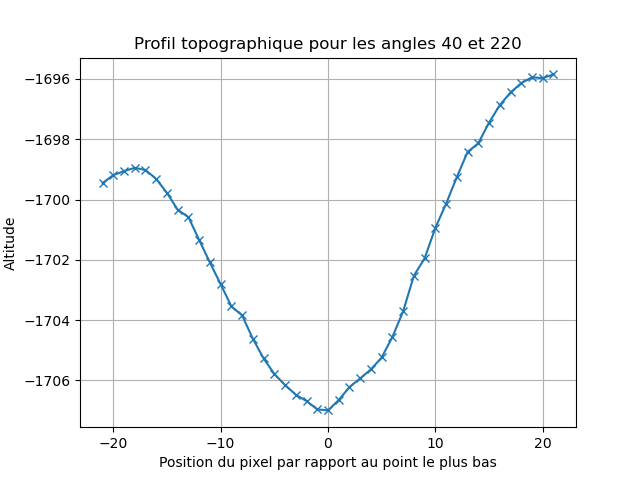 Profil topographique pour les angles 40 et 220
−1696
−1698
−1700
−1702
−1704
−1706
Altitude
−20 −10 0 10 20
Position du pixel par rapport au point le plus bas